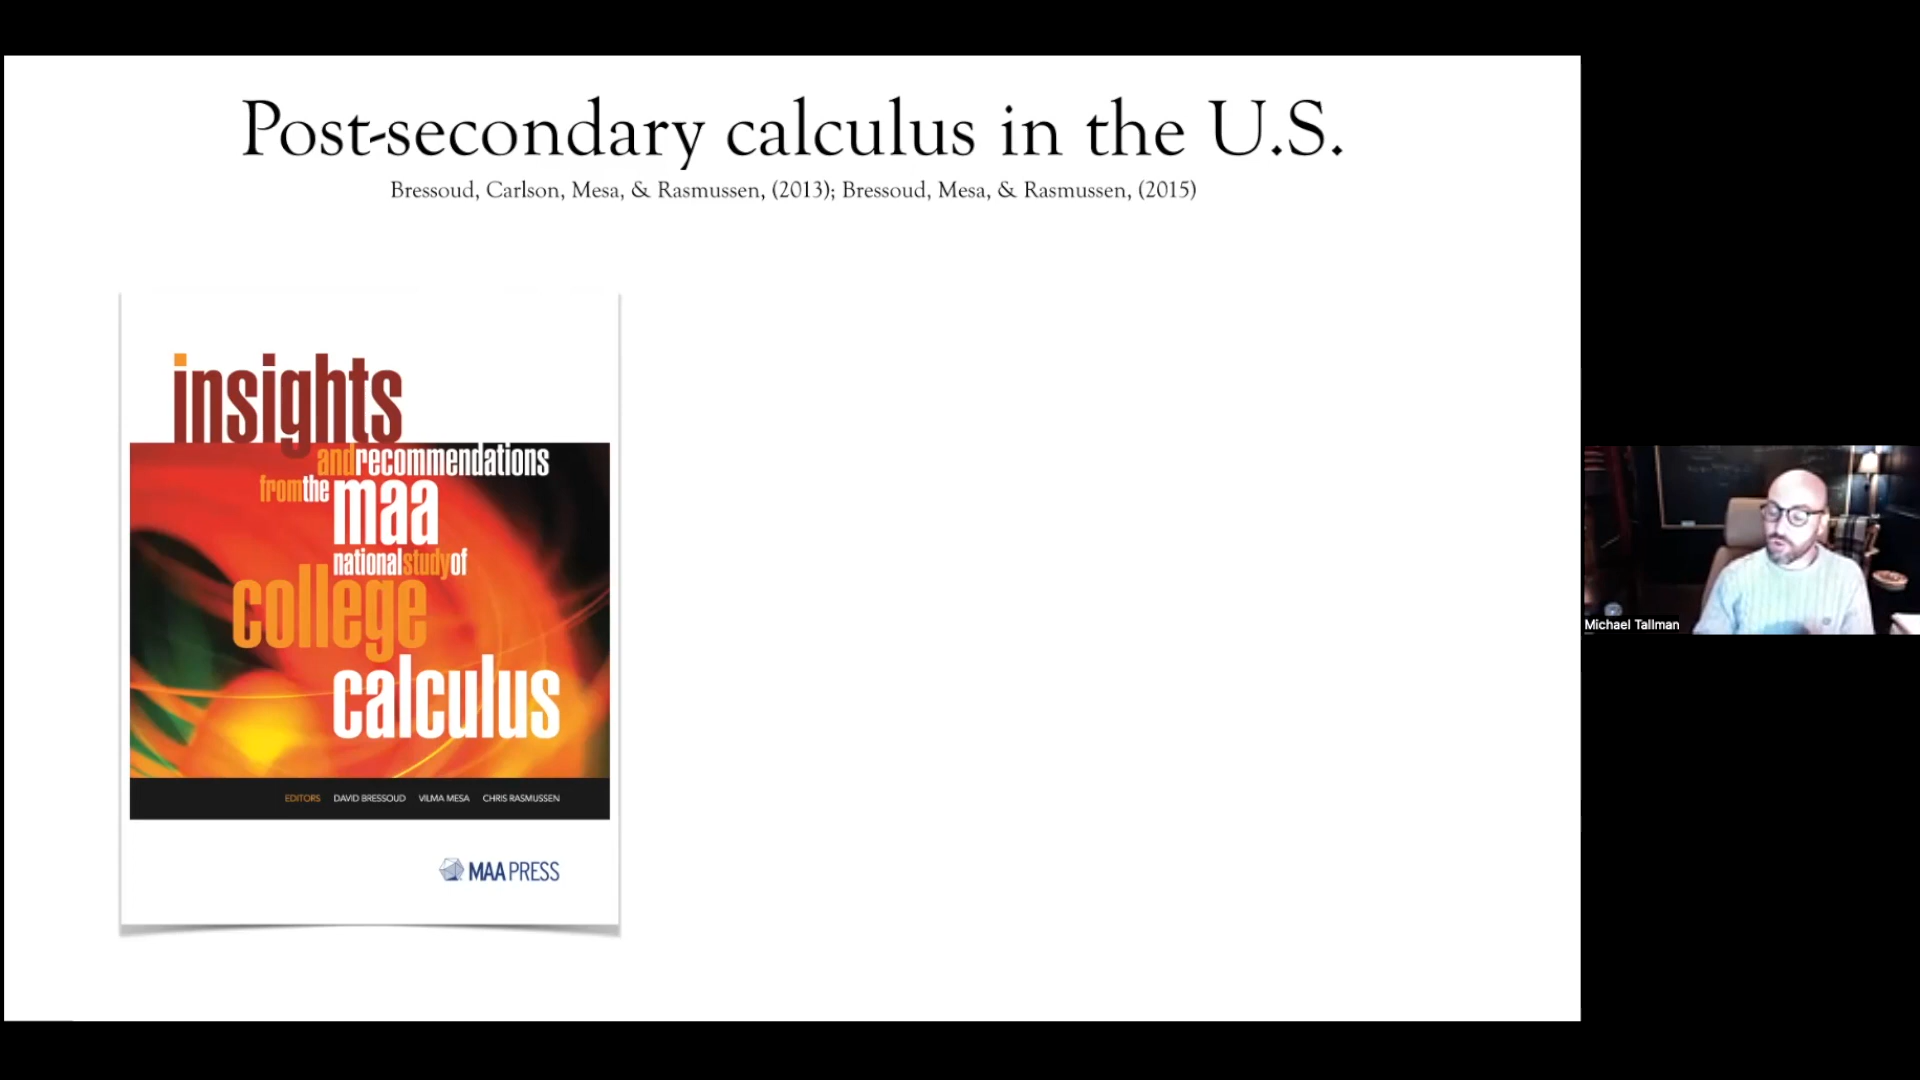 Post-secondary calculus in the U.S.
Bressoud, Carlson, Mesa, & Rasmussen, (2013); Bressoud, Mesa, & Rasmussen, (2015)
insights
andrecommendations
fromthe maa
nationalstudyof
college
calculus
EDITORS DAVID BRESSOUD VILMA MESA CHRIS RASMUSSEN
MAA PRESS
Michael Tallman